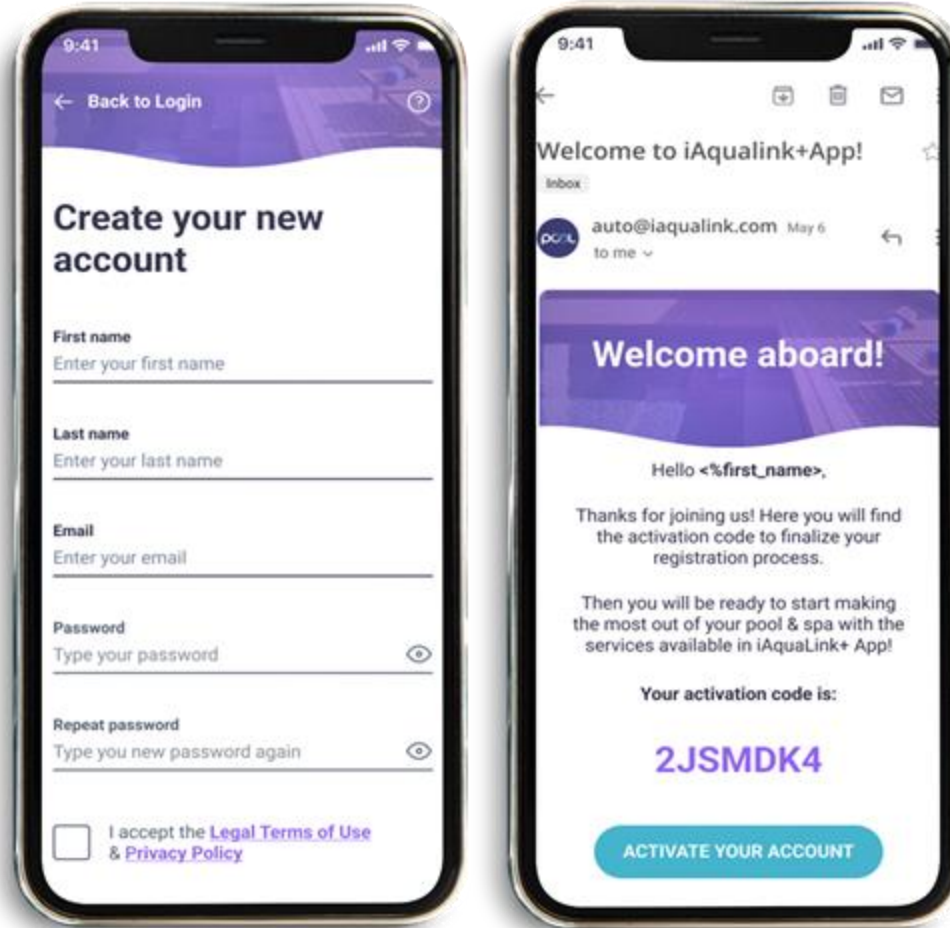 9:41
Back to Login
Create your new
account
First name
Enter your first name
Last name
Enter your last name
Email
Enter your email
Password
Type your password
Repeat password
Type you new password again
I accept the Legal Terms of Use
& Privacy Policy
9:41
Welcome to iAqualink+App!
Inbox
auto@iaqualink.com May 6
to me
Welcome aboard!
Hello <%first_name>,
Thanks for joining us! Here you will find
the activation code to finalize your
registration process.
Then you will be ready to start making
the most out of your pool & spa with the
services available in iAquaLink+ App!
Your activation code is:
2JSMDK4
ACTIVATE YOUR ACCOUNT